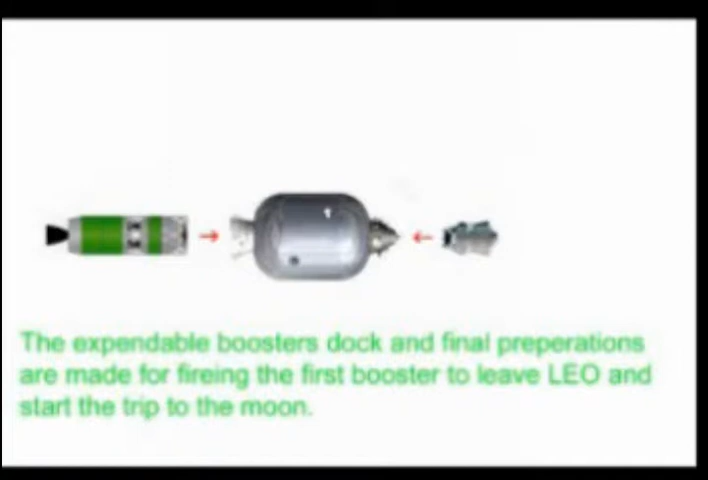 The expendable boosters dock and final preperations
are made for fireing the first booster to leave LEO and
start the trip to the moon.